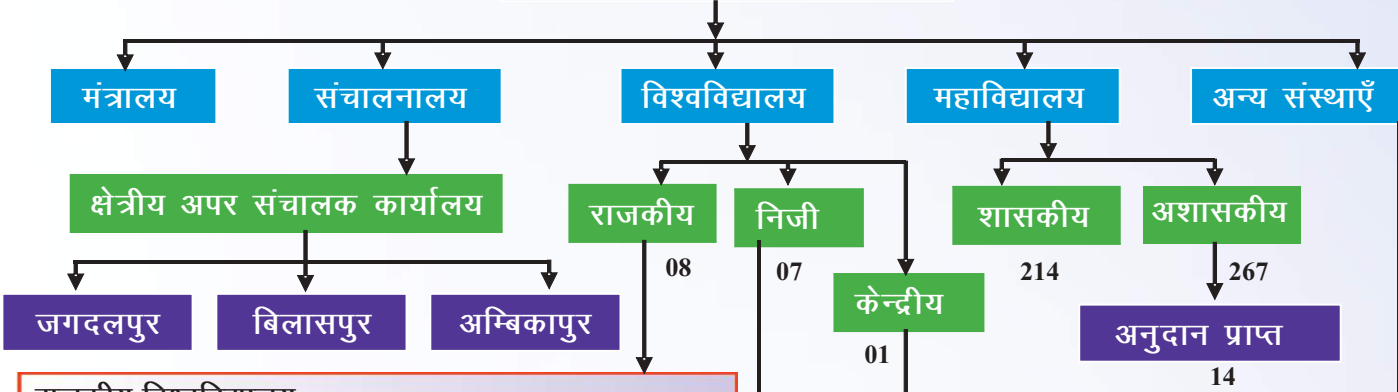 मंत्रालय
संचालनालय
विश्वविद्यालय
महाविद्यालय
अन्य संस्थाएँ
क्षेत्रीय अपर संचालक कार्यालय
राजकीय
निजी
शासकीय
अशासकीय
08
07
214
267
केन्द्रीय
जगदलपुर
बिलासपुर
अम्बिकापुर
अनुदान प्राप्त
01
14